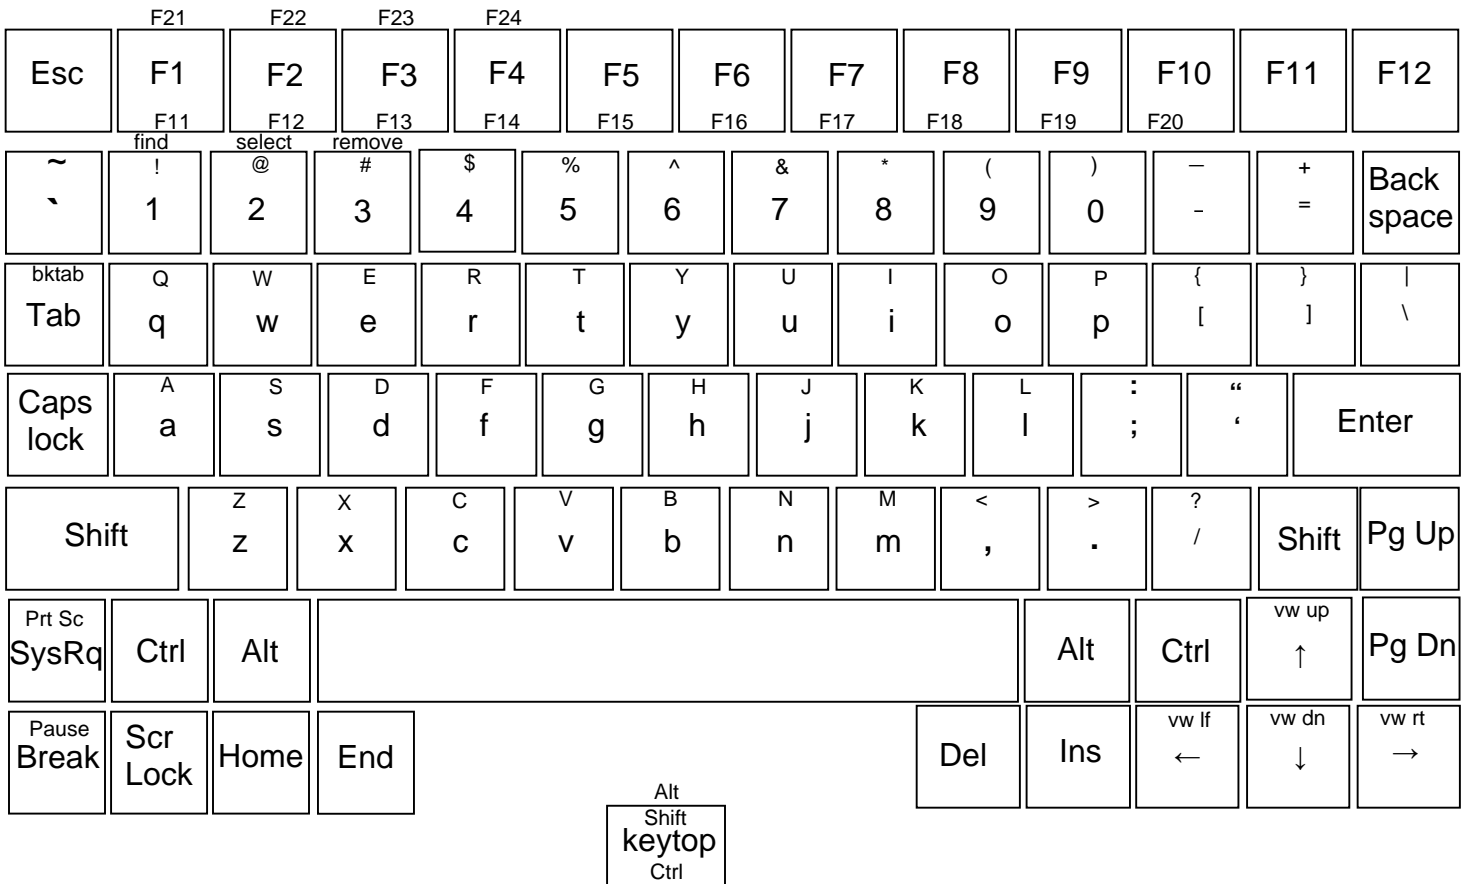 F21 F22 F23 F24
Esc F1 F2 F3 F4 F5 F6 F7 F8 F9 F10 F11 F12
F11 F12 F13 F14 F15 F16 F17 F18 F19 F20
find select remove
~ ! @ # $ % ^ & * ( ) — +
` 1 2 3 4 5 6 7 8 9 0 - = Back
space
bktab Q W E R T Y U I O P { } |
Tab q w e r t y u i o p [ ] \
Caps A S D F G H J K L : “
lock a s d f g h j k l ; ‘ Enter
Z X C V B N M < > ?
Shift z x c v b n m , . / Shift Pg Up
Prt Sc vw up
SysRq Ctrl Alt Alt Ctrl ↑ Pg Dn
Pause Scr vw lf vw dn vw rt
Break Lock Home End Del Ins ← ↓ →
Alt
Shift
keytop
Ctrl